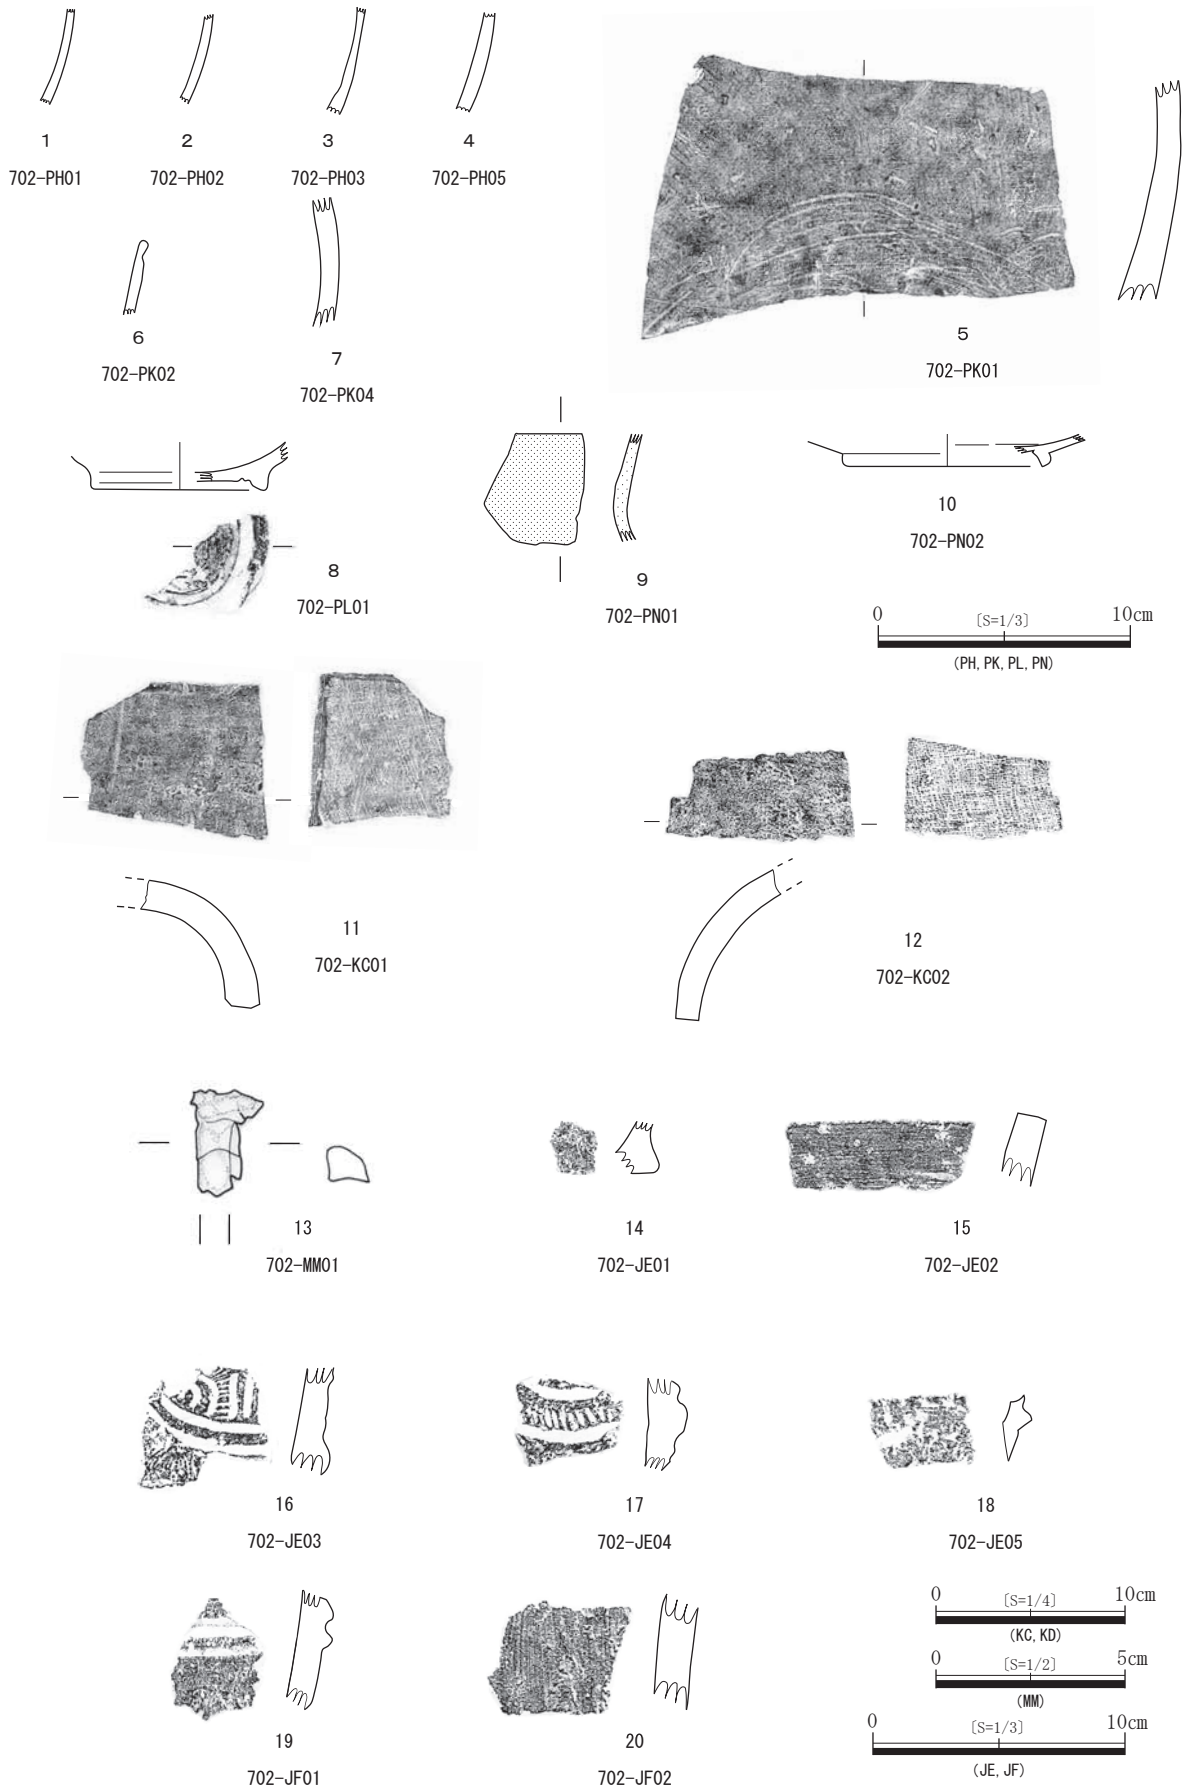 1
702-PH01
2
702-PH02
3
702-PH03
4
702-PH05
5
702-PK01
6
702-PK02
7
702-PK04
8
702-PL01
9
702-PN01
10
702-PN02
0 〔S=1/3〕 10cm
(PH, PK, PL, PN)
11
702-KC01
12
702-KC02
13
702-MM01
14
702-JE01
15
702-JE02
16
702-JE03
17
702-JE04
18
702-JE05
19
702-JF01
20
702-JF02
0 〔S=1/4〕 10cm
(KC, KD)
0 〔S=1/2〕 5cm
(MM)
0 〔S=1/3〕 10cm
(JE, JF)